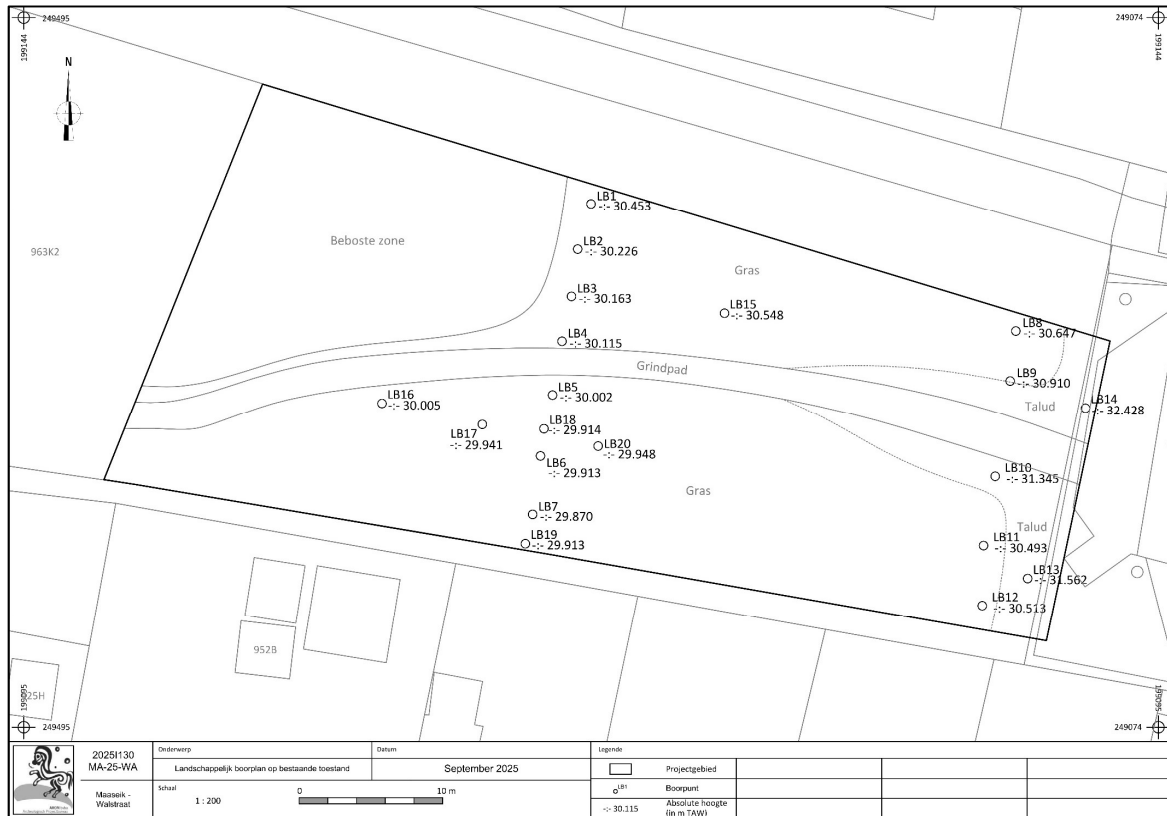 249495
249074
199144
199144
N
LB1
-:- 30.453
Beboste zone
LB2
-:- 30.226
963K2
Gras
LB3
-:- 30.163
LB15
-:- 30.548
LB8
-:- 30.647
LB4
-:- 30.115
Grindpad
LB9
-:- 30.910
LB5
-:- 30.002
LB16
-:- 30.005
Talud
LB14
-:- 32.428
LB17
-:- 29.941
LB18
-:- 29.914
LB20
-:- 29.948
LB6
-:- 29.913
LB10
-:- 31.345
Gras
LB7
-:- 29.870
Talud
LB19
-:- 29.913
LB11
-:- 30.493
LB13
-:- 31.562
LB12
-:- 30.513
952B
25H
199095
199095
249495
249074
2025I130
MA-25-WA
Maaseik -
Walstraat
Onderwerp
Landschappelijk boorplan op bestaande toestand
Datum
September 2025
Schaal
1 : 200
0
10 m
Legende
Projectgebied
LB1
Boorpunt
-:- 30.115
Absolute hoogte
(in m TAW)